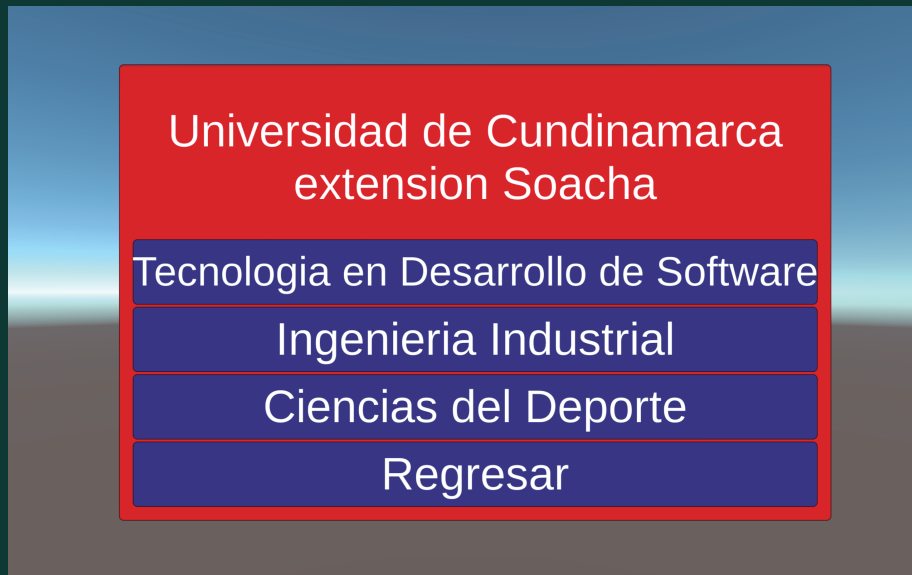 Universidad de Cundinamarca
extension Soacha
Tecnologia en Desarrollo de Software
Ingenieria Industrial
Ciencias del Deporte
Regresar